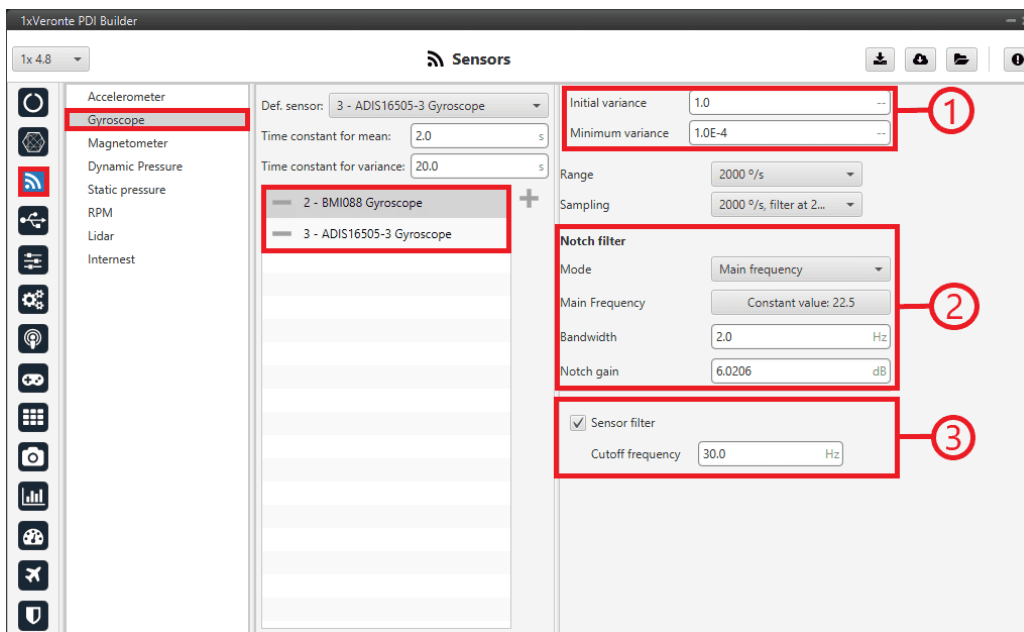 1xVeronte PDI Builder
1x 4.8
Sensors
Accelerometer
Gyroscope
Magnetometer
Dynamic Pressure
Static pressure
RPM
Lidar
Internest
Def. sensor: 3 - ADIS16505-3 Gyroscope
Time constant for mean: 2.0 s
Time constant for variance: 20.0 s
2 - BMI088 Gyroscope
3 - ADIS16505-3 Gyroscope
Initial variance 1.0 --
Minimum variance 1.0E-4 --
1
Range 2000 º/s
Sampling 2000 º/s, filter at 2...
Notch filter
Mode Main frequency
Main Frequency Constant value: 22.5
2
Bandwidth 2.0 Hz
Notch gain 6.0206 dB
Sensor filter
3
Cutoff frequency 30.0 Hz